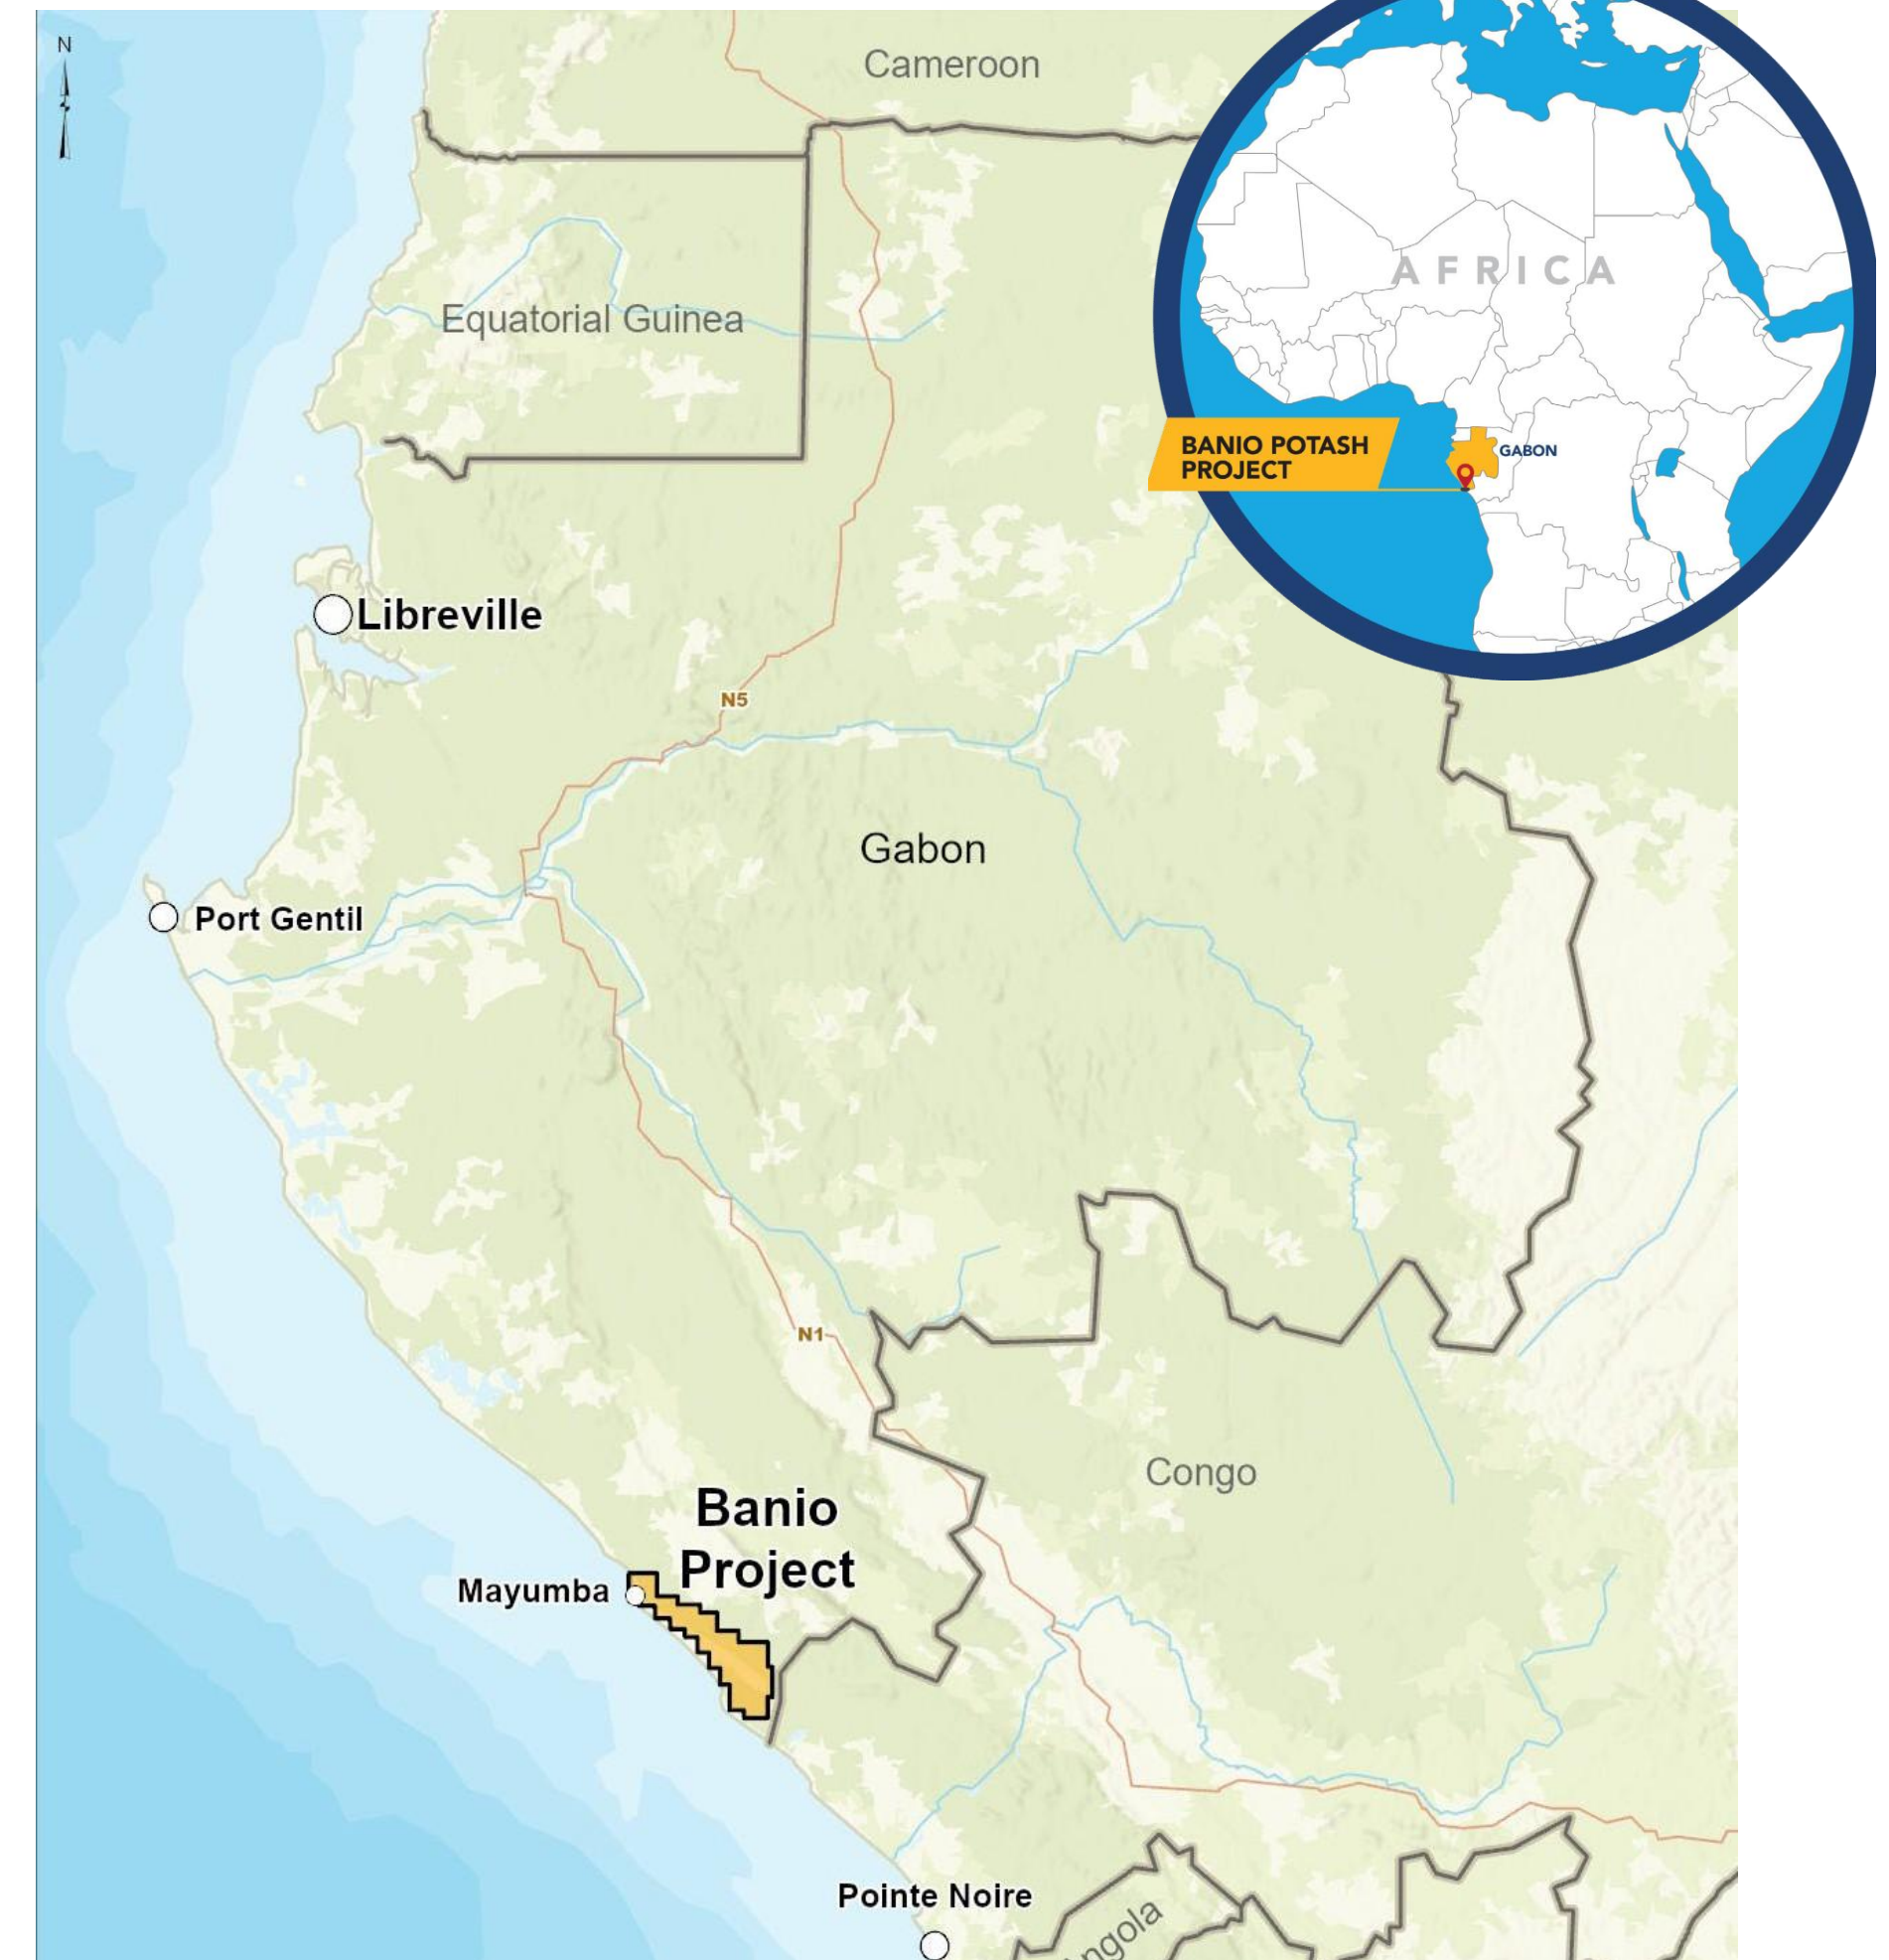 N
Cameroon
AFRICA
Equatorial Guinea
BANIO POTASH
PROJECT
GABON
Libreville
N5
Gabon
Port Gentil
N1
Congo
Banio
Project
Mayumba
Pointe Noire
ngola